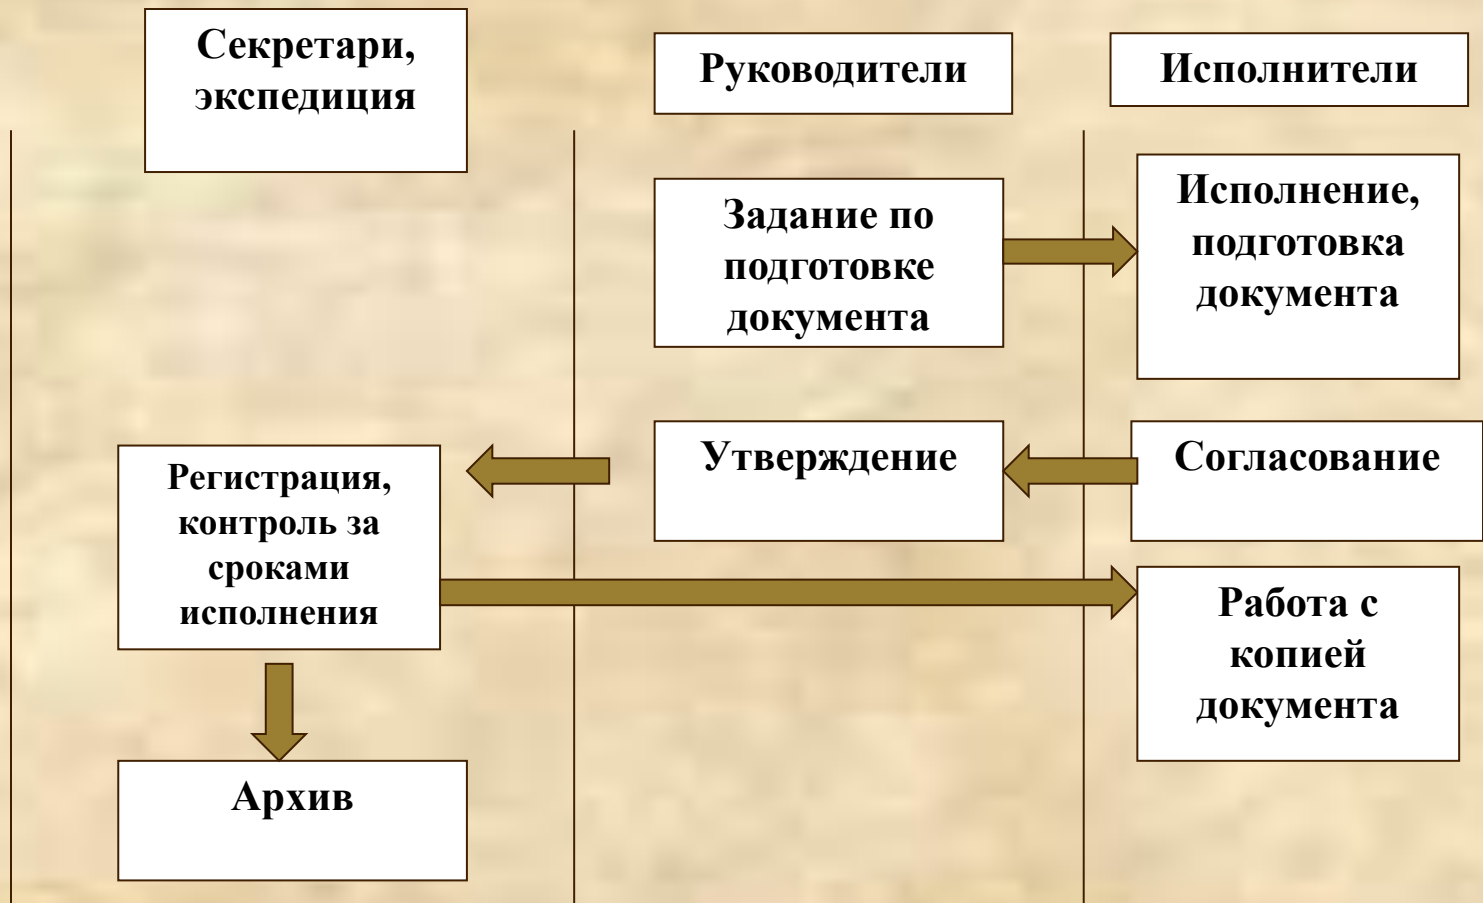 Секретари,
экспедиция
Руководители
Исполнители
Задание по
подготовке
документа
Исполнение,
подготовка
документа
Регистрация,
контроль за
сроками
исполнения
Утверждение
Согласование
Работа с
копией
документа
Архив